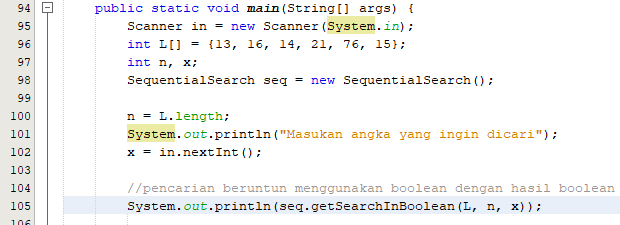 94 public static void main(String[] args) {
95 Scanner in = new Scanner(System.in);
96 int L[] = {13, 16, 14, 21, 76, 15};
97 int n, x;
98 SequentialSearch seq = new SequentialSearch();
99
100 n = L.length;
101 System.out.println("Masukan angka yang ingin dicari");
102 x = in.nextInt();
103
104 //pencarian beruntun menggunakan boolean dengan hasil boolean
105 System.out.println(seq.getSearchInBoolean(L, n, x));
106